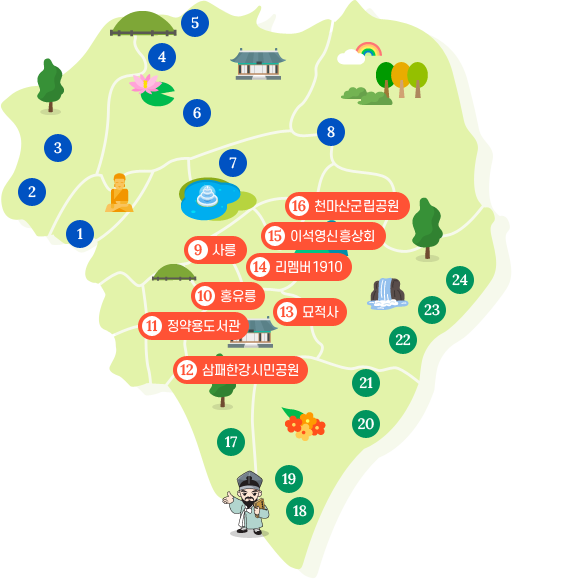 5
4
6
3
8
7
2
16 천마산군립공원
1
15 이석영신흥상회
9 사릉
14 리멤버1910
24
10 홍유릉
13 묘적사
23
11 정약용도서관
22
12 삼패한강시민공원
21
20
17
19
18